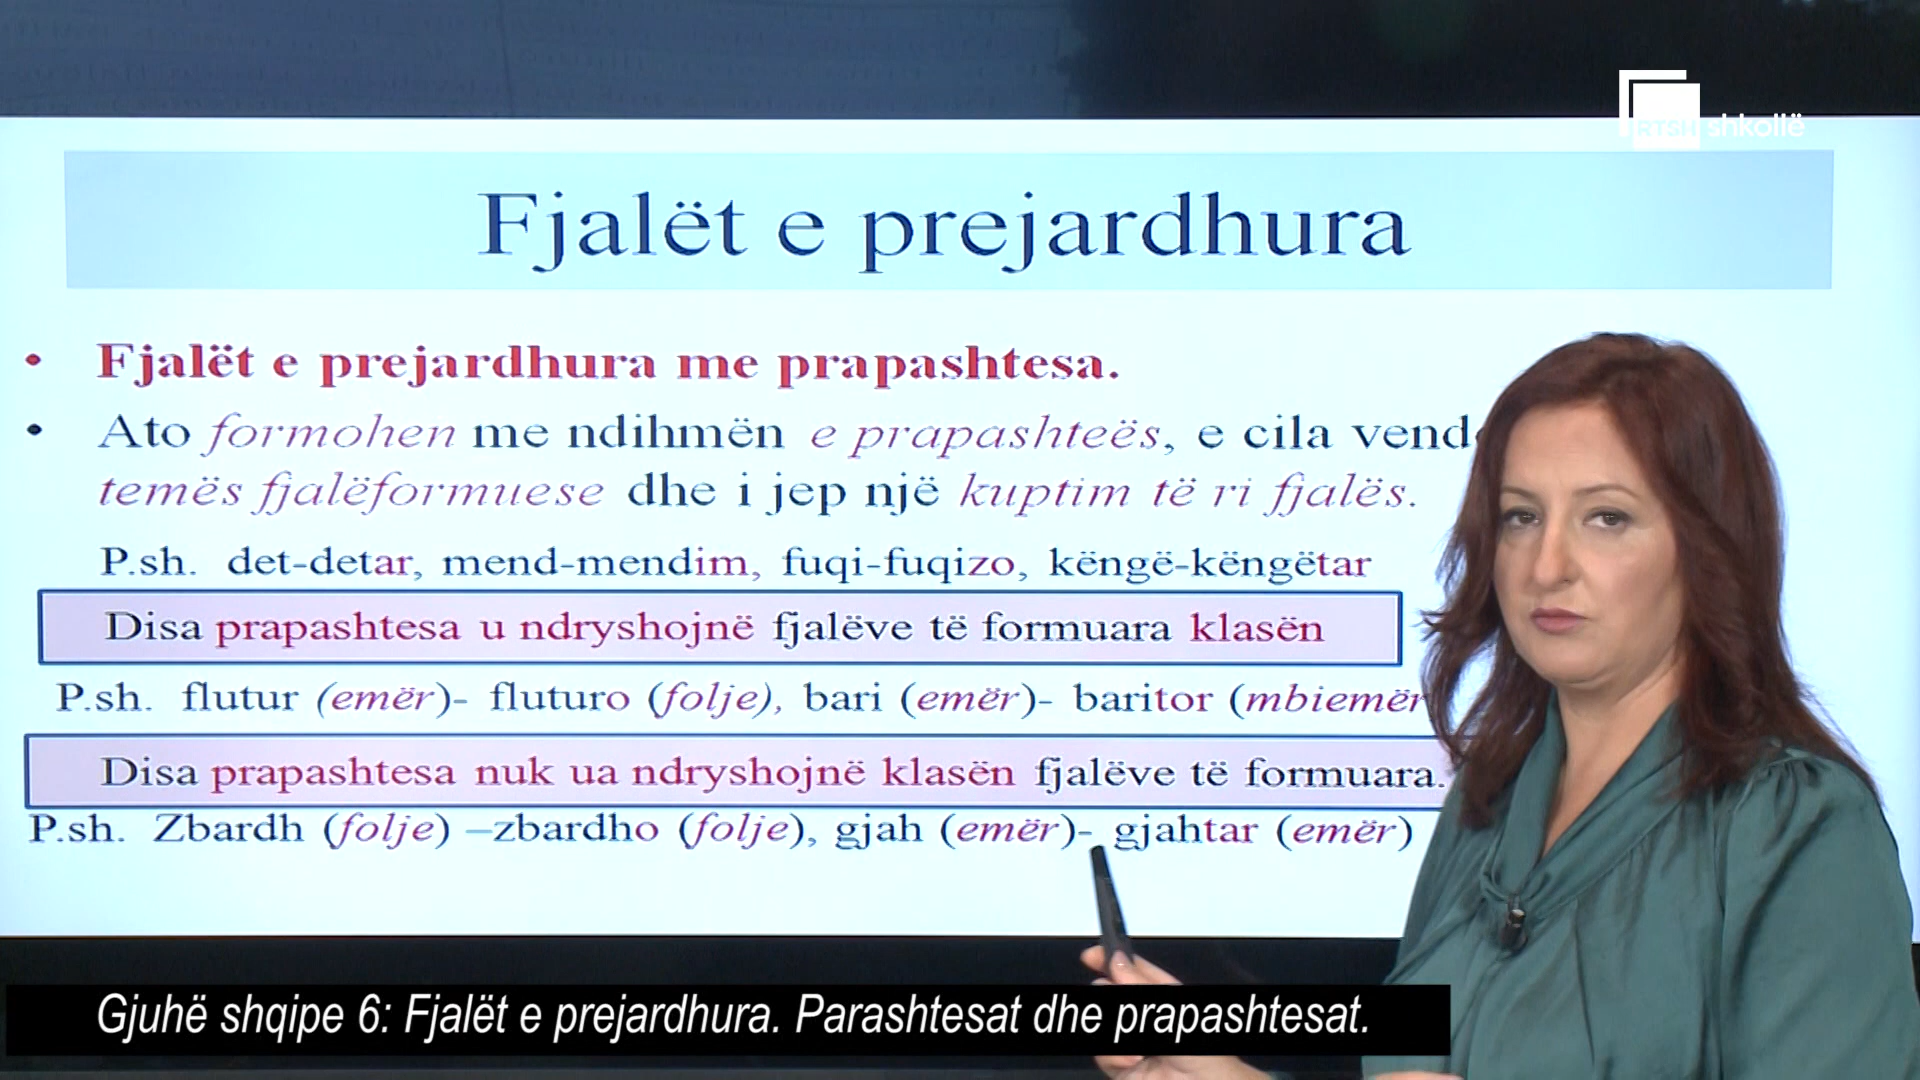 RTSH shkollë
Fjalët e prejardhura
• Fjalët e prejardhura me prapashtesa.
• Ato formohen me ndihmën e prapashteës, e cila
temës fjalëformuese dhe i jep një kuptim të ri fjalës.
P.sh. det-detar, mend-mendim, fuqi-fuqizo, këngë-këngëtar
Disa prapashtesa u ndryshojnë fjalëve të formuara klasën
P.sh. flutur (emër)- fluturo (folje), bari (emër)- baritor (mbiemër
Disa prapashtesa nuk ua ndryshojnë klasën fjalëve të formuara.
P.sh. Zbardh (folje) –zbardho (folje), gjah (emër)- gjahtar (emër)
Gjuhë shqipe 6: Fjalët e prejardhura. Parashtesat dhe prapashtesat.